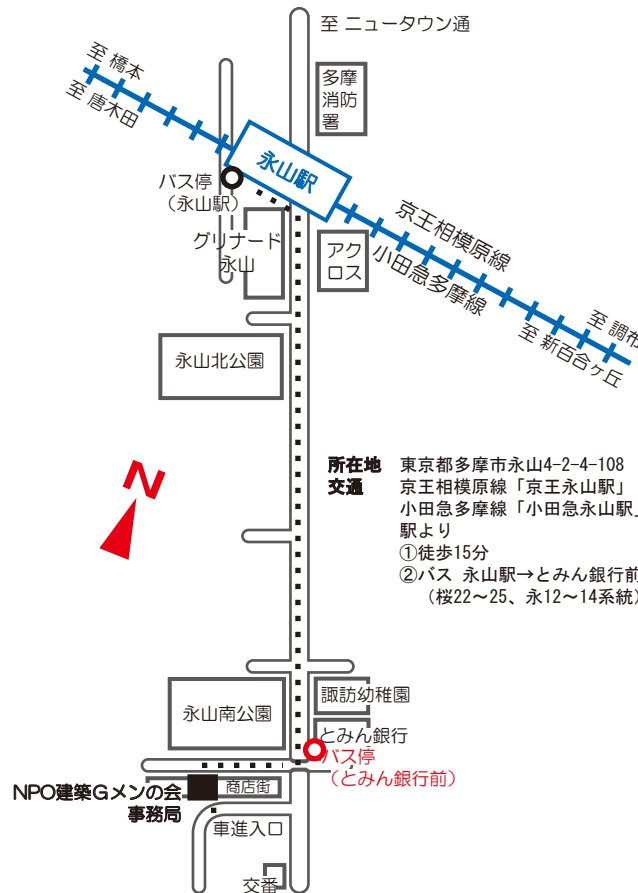 至 ニュータウン通
多摩
消防
署
至 橋本
至 唐木田
永山駅
バス停
（永山駅）
グリナード
永山
アク
ロス
京王相模原線
小田急多摩線
至 調布
至 新百合ヶ丘
永山北公園
所在地 東京都多摩市永山4-2-4-108
交通 京王相模原線「京王永山駅」
小田急多摩線「小田急永山駅」
駅より
①徒歩15分
②バス 永山駅→とみん銀行前
（桜22～25、永12～14系統）
N
永山南公園
諏訪幼稚園
とみん銀行
バス停
（とみん銀行前）
NPO建築Gメンの会
事務局
商店街
車進入口
交番